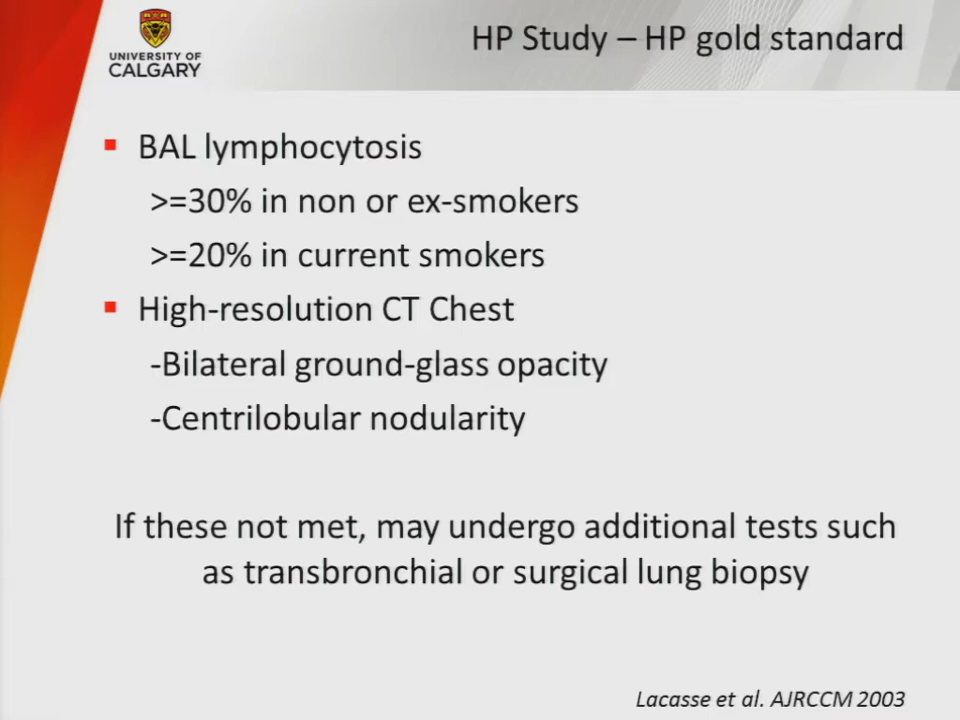 UNIVERSITY OF
CALGARY
HP Study – HP gold standard
BAL lymphocytosis
>=30% in non or ex-smokers
>=20% in current smokers
High-resolution CT Chest
-Bilateral ground-glass opacity
-Centrilobular nodularity
If these not met, may undergo additional tests such
as transbronchial or surgical lung biopsy
Lacasse et al. AJRCCM 2003